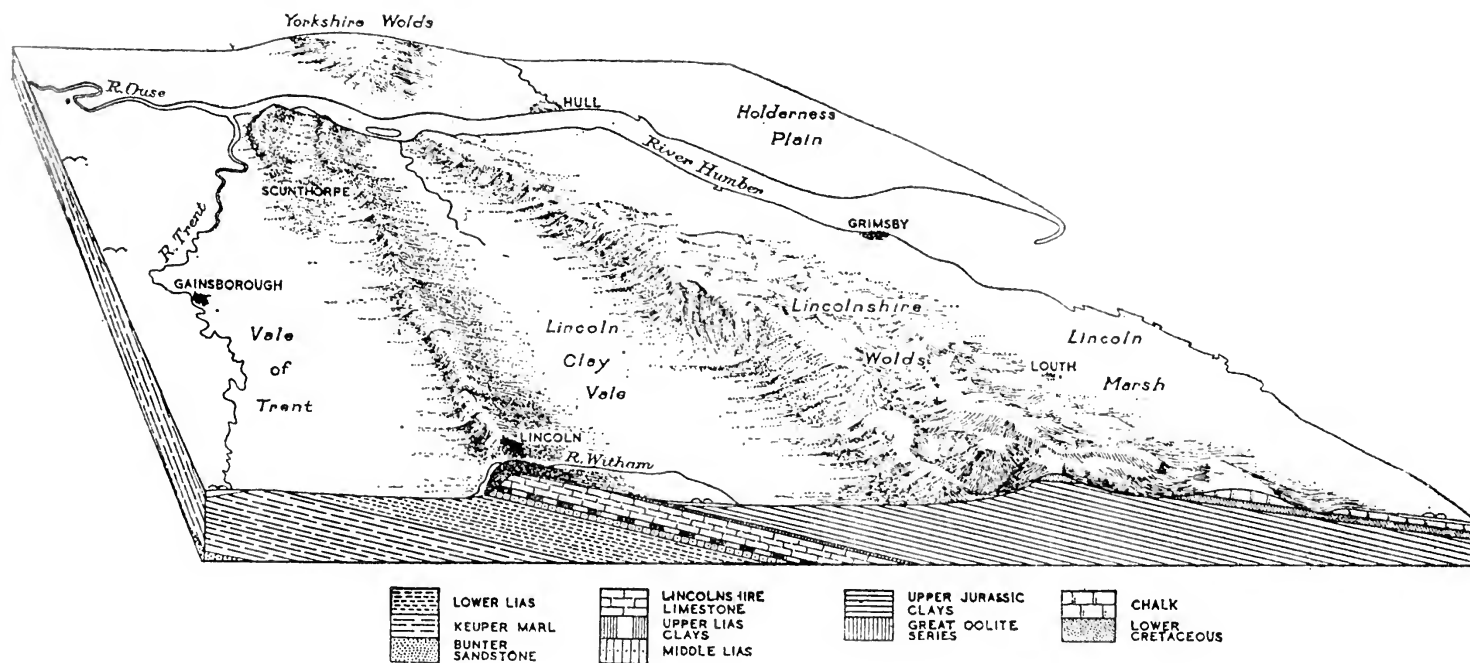 Yorkshire Wolds
R. Ouse
HULL
Holderness
Plain
River Humber
SCUNTHORPE
GRIMSBY
R. Trent
GAINSBOROUGH
Vale
of
Trent
Lincoln
Clay
Vale
Lincolnshire
Wolds
LOUTH
Lincoln
Marsh
LINCOLN
R. Witham
LOWER LIAS
KEUPER MARL
BUNTER
SANDSTONE
LINCOLNSHIRE
LIMESTONE
UPPER LIAS
CLAYS
MIDDLE LIAS
UPPER JURASSIC
CLAYS
GREAT OOLITE
SERIES
CHALK
LOWER
CRETACEOUS